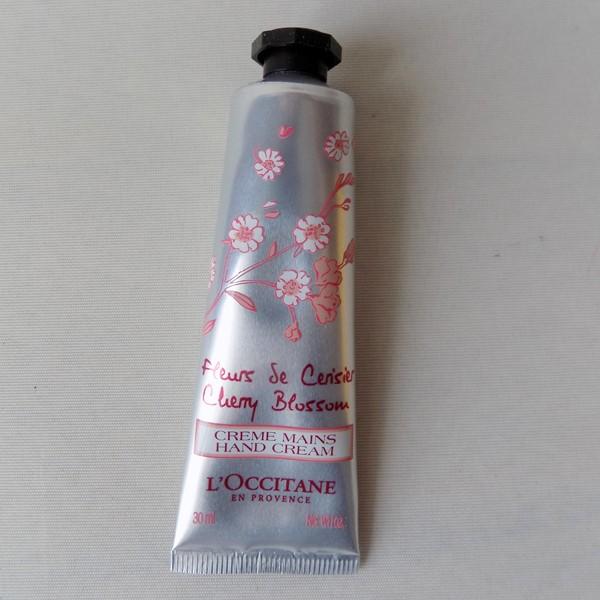 Fleurs de Cerisier
Cherry Blossom
CREME MAINS
HAND CREAM
L'OCCITANE
EN PROVENCE
30 ml